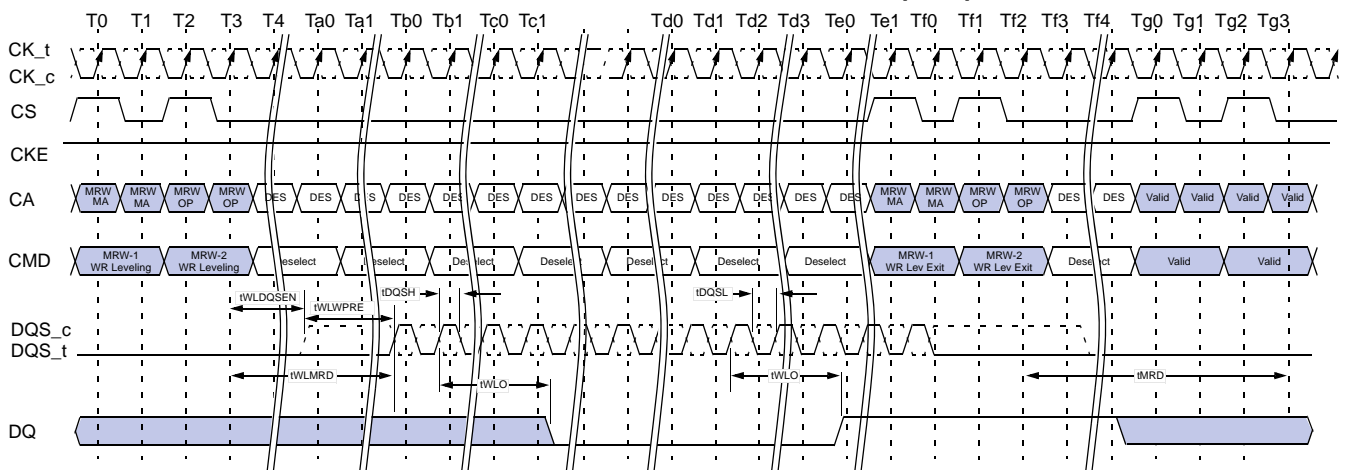 T0 T1 T2 T3 T4 Ta0 Ta1 Tb0 Tb1 Tc0 Tc1 Td0 Td1 Td2 Td3 Te0 Te1 Tf0 Tf1 Tf2 Tf3 Tf4 Tg0 Tg1 Tg2 Tg3
CK_t
CK_c
CS
CKE
CA MRW MA MRW MA MRW OP MRW OP DES DES DES DES DES DES DES DES DES DES DES DES DES DES MRW MA MRW MA MRW OP MRW OP DES DES Valid Valid Valid Valid
CMD MRW-1 WR Leveling MRW-2 WR Leveling Deselect Deselect Deselect Deselect Deselect Deselect Deselect MRW-1 WR Lev Exit MRW-2 WR Lev Exit Deselect Valid Valid
tWLDQSEN tWLWPRE tDQSH tDQSL
DQS_c
DQS_t
tWLMRD tWLO tWLO tMRD
DQ